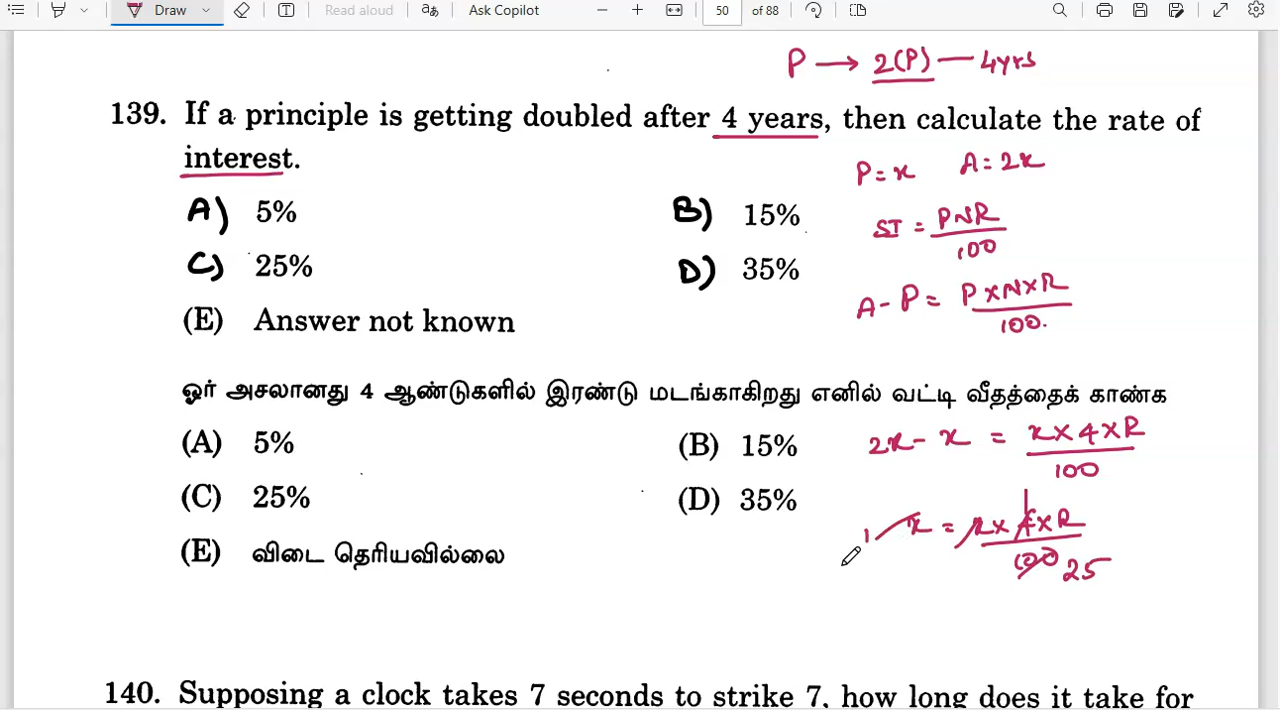 Draw Read aloud aあ Ask Copilot 50 of 88
P → 2(P) — 4yrs
139. If a principle is getting doubled after 4 years, then calculate the rate of
interest.
P = x A = 2x
A) 5% B) 15%
SI = PNR/100
C) 25% D) 35%
A - P = P×N×R/100.
(E) Answer not known
ஓர் அசலானது 4 ஆண்டுகளில் இரண்டு மடங்காகிறது எனில் வட்டி வீதத்தைக் காண்க
(A) 5% (B) 15%
2x - x = x×4×R/100
(C) 25% (D) 35%
1 x = x×4×R/100 1 25
(E) விடை தெரியவில்லை
140. Supposing a clock takes 7 seconds to strike 7, how long does it take for